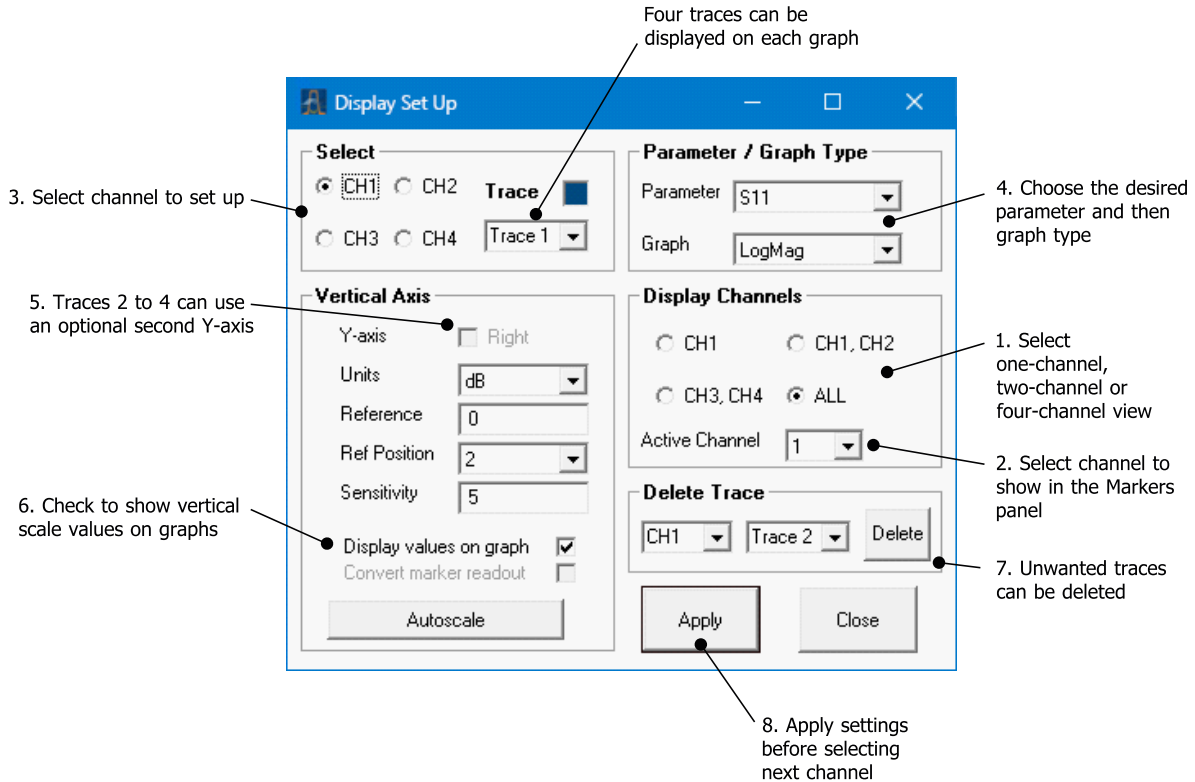 Four traces can be
displayed on each graph
Display Set Up
Select
CH1
CH2
Trace
CH3
CH4
Trace 1
Parameter / Graph Type
Parameter
S11
Graph
LogMag
3. Select channel to set up
4. Choose the desired
parameter and then
graph type
Vertical Axis
Y-axis
Right
Units
dB
Reference
0
Ref Position
2
Sensitivity
5
Display values on graph
Convert marker readout
Autoscale
5. Traces 2 to 4 can use
an optional second Y-axis
6. Check to show vertical
scale values on graphs
Display Channels
CH1
CH1, CH2
CH3, CH4
ALL
Active Channel
1
1. Select
one-channel,
two-channel or
four-channel view
2. Select channel to
show in the Markers
panel
Delete Trace
CH1
Trace 2
Delete
7. Unwanted traces
can be deleted
Apply
Close
8. Apply settings
before selecting
next channel